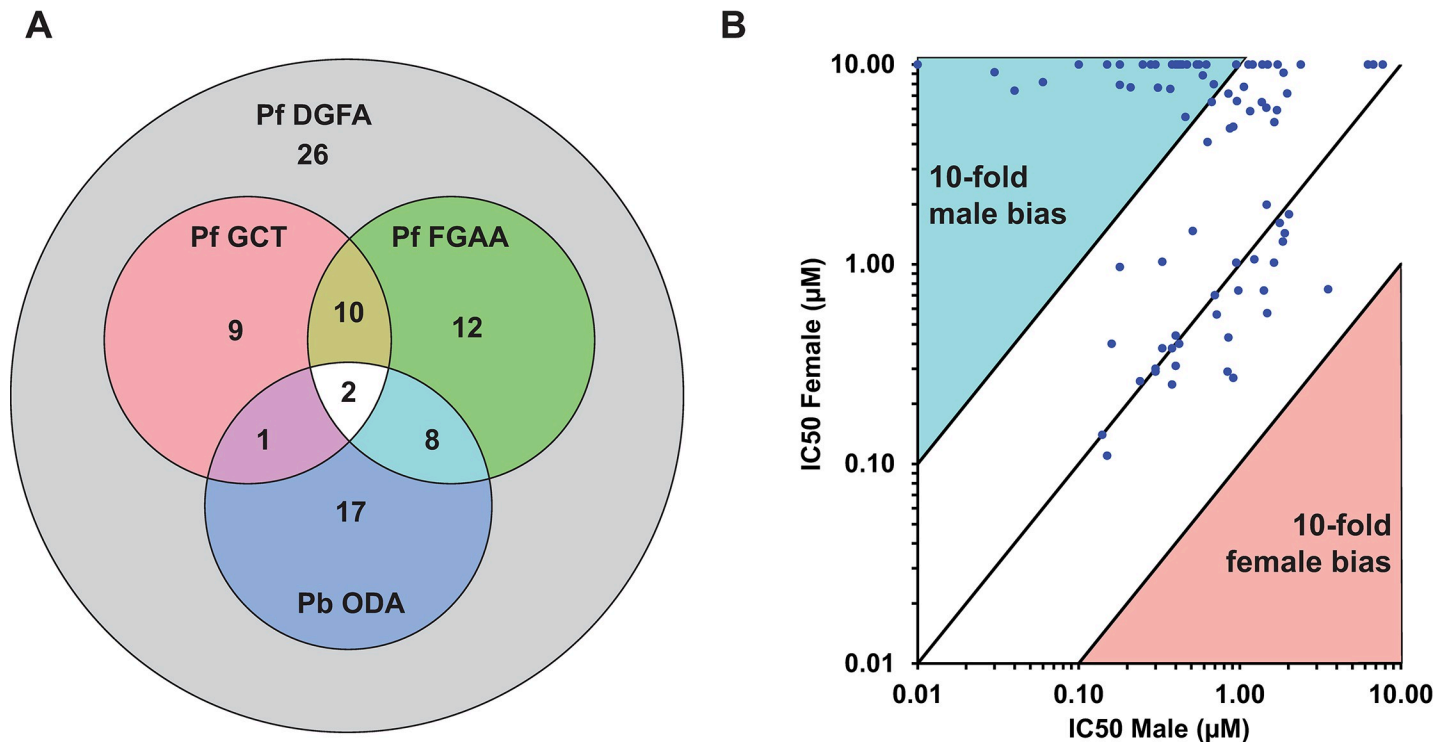 A
Pf DGFA
26
Pf GCT
Pf FGAA
10
9
12
2
1
8
17
Pb ODA
B
10.00
1.00
0.10
0.01
IC50 Female (µM)
10-fold
male bias
10-fold
female bias
0.01
0.10
1.00
10.00
IC50 Male (µM)